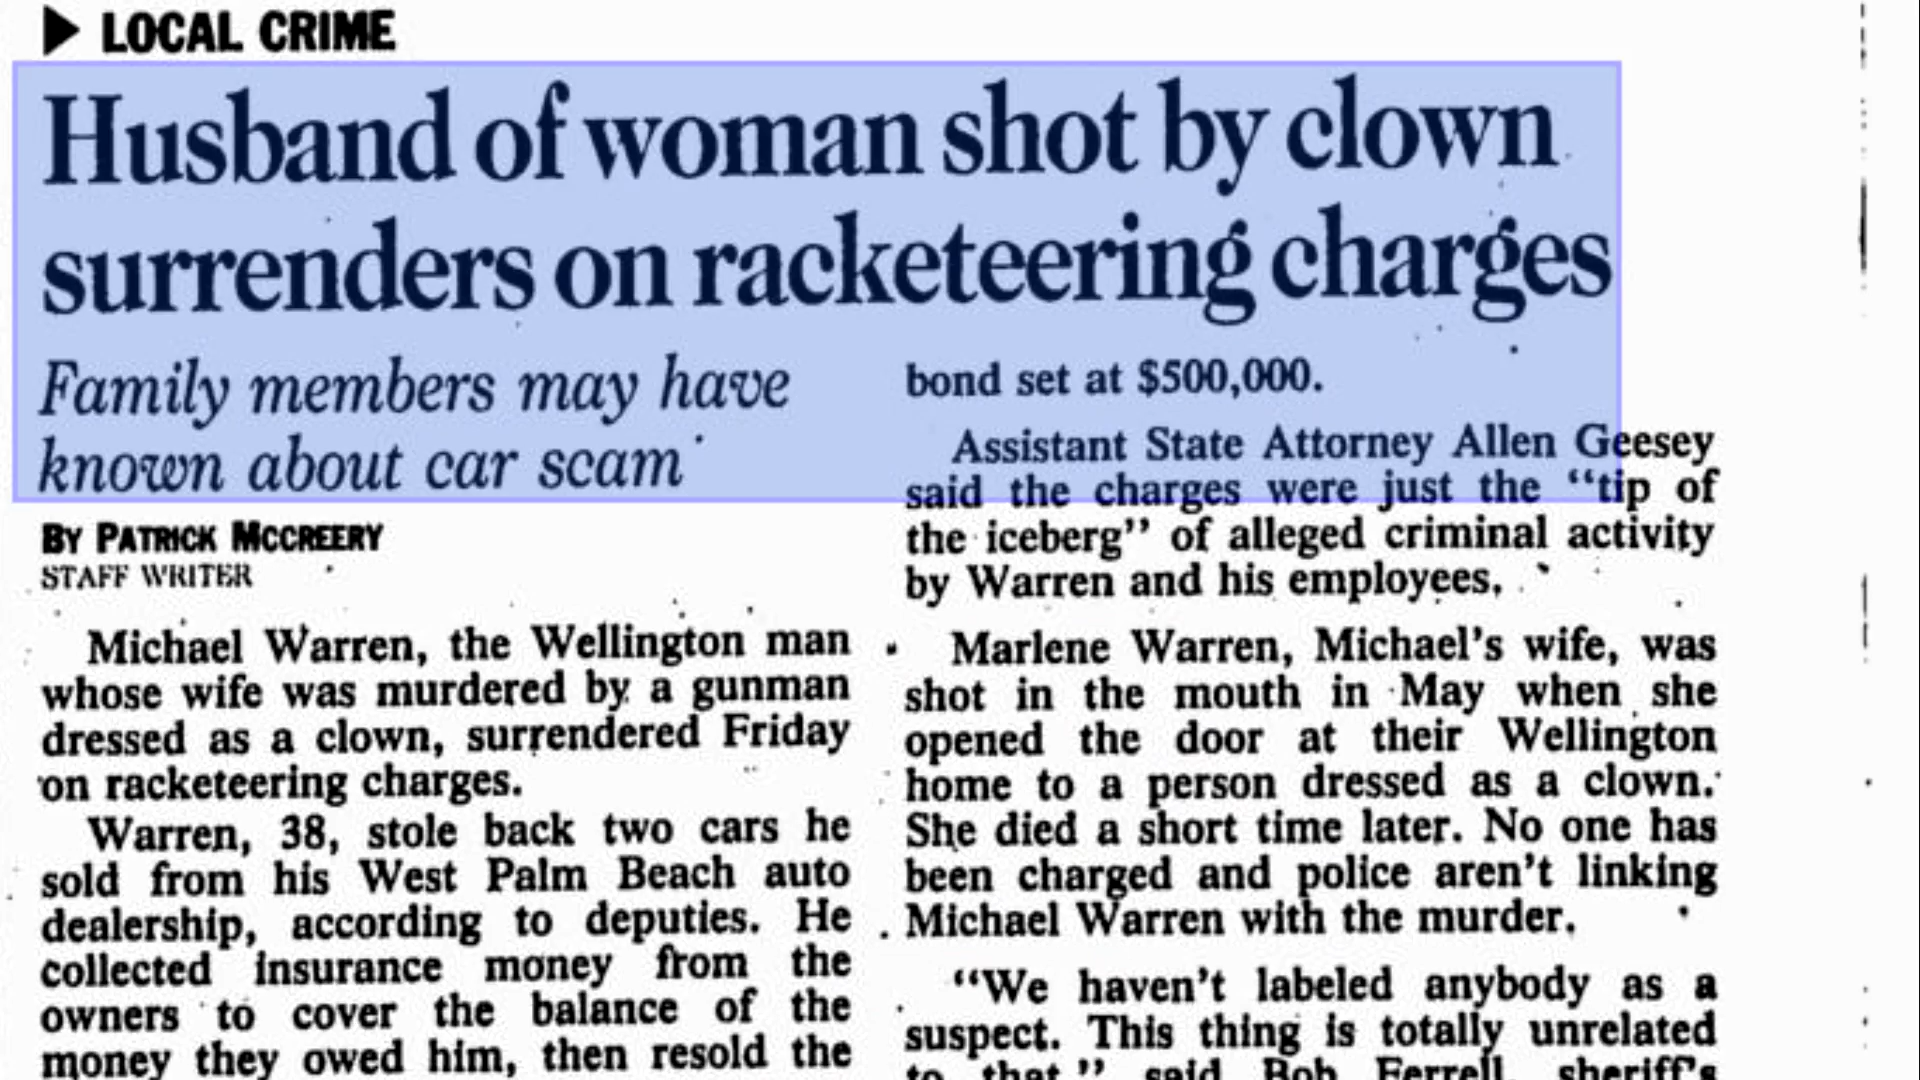 LOCAL CRIME
Husband of woman shot by clown
surrenders on racketeering charges
Family members may have
known about car scam
BY PATRICK MCCREERY
STAFF WRITER
Michael Warren, the Wellington man
whose wife was murdered by a gunman
dressed as a clown, surrendered Friday
on racketeering charges.
Warren, 38, stole back two cars he
sold from his West Palm Beach auto
dealership, according to deputies. He
collected insurance money from the
owners to cover the balance of the
money they owed him, then resold the
bond set at $500,000.
Assistant State Attorney Allen Geesey
said the charges were just the “tip of
the iceberg” of alleged criminal activity
by Warren and his employees.
Marlene Warren, Michael's wife, was
shot in the mouth in May when she
opened the door at their Wellington
home to a person dressed as a clown.
She died a short time later. No one has
been charged and police aren't linking
Michael Warren with the murder.
“We haven't labeled anybody as a
suspect. This thing is totally unrelated
to that,” said Bob Ferrell, sheriff's